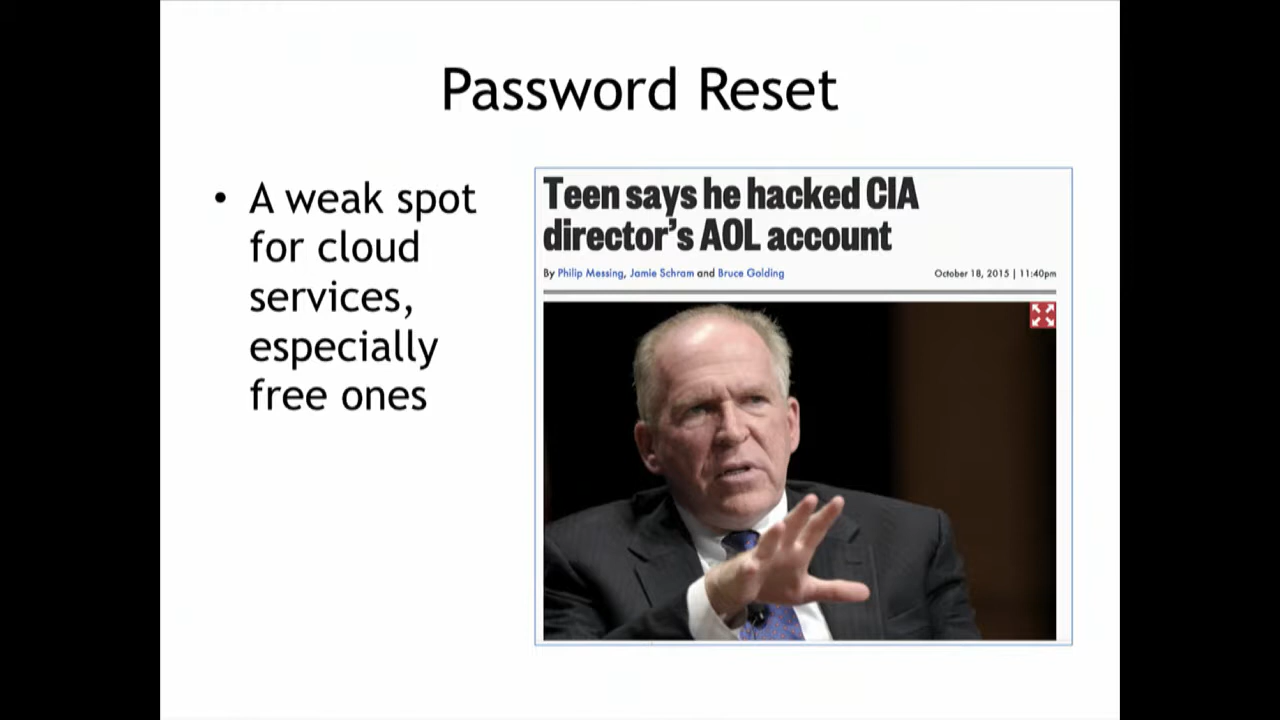 Password Reset
• A weak spot
for cloud
services,
especially
free ones
Teen says he hacked CIA
director's AOL account
By Philip Messing, Jamie Schram and Bruce Golding
October 18, 2015 | 11:40pm